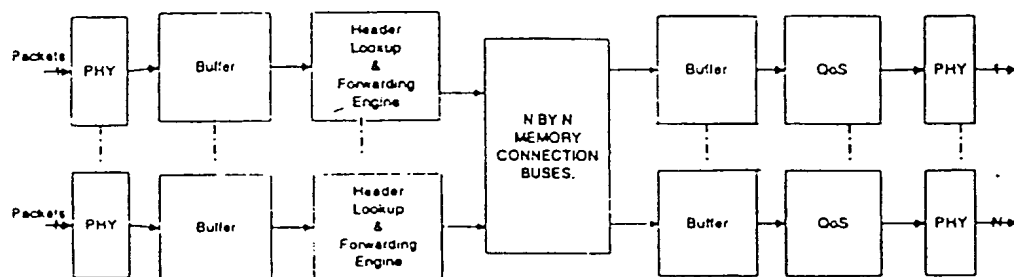 Packets
PHY
Buffer
Header
Lookup
&
Forwarding
Engine
N BY N
MEMORY
CONNECTION
BUSES.
Buffer
QoS
PHY
1
Packets
PHY
Buffer
Header
Lookup
&
Forwarding
Engine
Buffer
QoS
PHY
N